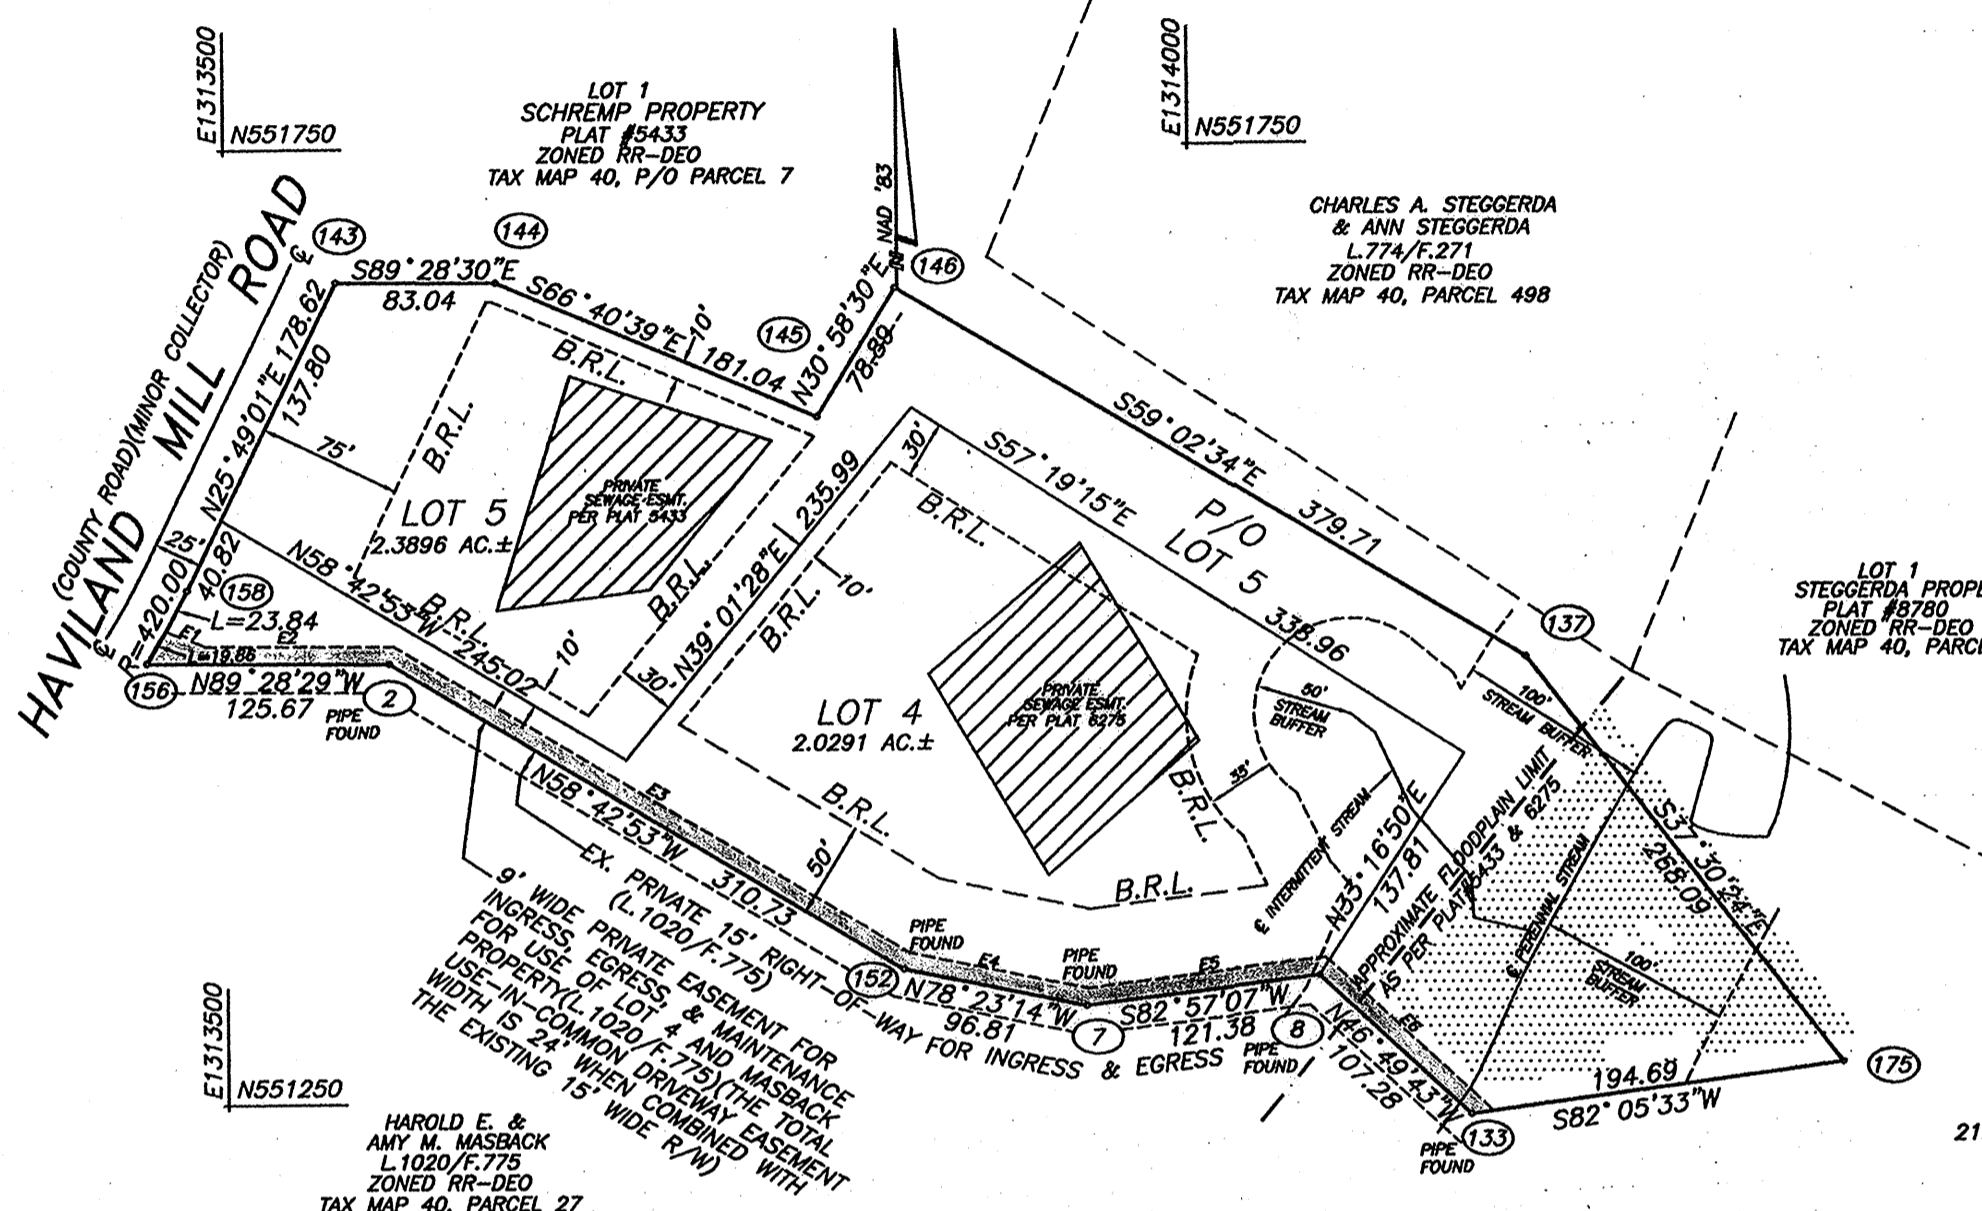 E1313500
N551750
LOT 1
SCHREMP PROPERTY
PLAT #5433
ZONED RR-DEO
TAX MAP 40, P/O PARCEL 7
E1314000
N551750
CHARLES A. STEGGERDA
& ANN STEGGERDA
L.774/F.271
ZONED RR-DEO
TAX MAP 40, PARCEL 498
NAD '83
143
144
145
146
S89°28'30"E
83.04
S66°40'39"E
181.04
10'
N30°58'30"E
78.89
HAVILAND MILL ROAD
(COUNTY ROAD)(MINOR COLLECTOR)
N25°49'01"E 178.62
137.80
75'
B.R.L.
B.R.L.
B.R.L.
B.R.L.
LOT 5
2.3896 AC.±
PRIVATE
SEWAGE ESMT.
PER PLAT 5433
25'
40.82
158
R=420.00
L=23.84
E1
E2
L=19.86
156
N89°28'29"W
125.67
2
PIPE
FOUND
N58°42'53"W
245.02
10'
30'
N39°01'28"E
235.99
30'
S57°19'15"E
338.96
S59°02'34"E
379.71
P/O
LOT 5
137
LOT 1
STEGGERDA PROPE
PLAT #8780
ZONED RR-DEO
TAX MAP 40, PARCE
B.R.L.
B.R.L.
10'
LOT 4
2.0291 AC.±
PRIVATE
SEWAGE ESMT.
PER PLAT 6275
B.R.L.
B.R.L.
B.R.L.
50'
STREAM
BUFFER
35'
100'
STREAM BUFFER
℄ INTERMITTENT STREAM
N33°16'50"E
137.81
APPROXIMATE FLOODPLAIN LIMIT
AS PER PLAT#5433 & 6275
℄ PERENNIAL STREAM
S37°30'24"E
268.09
100'
STREAM
BUFFER
E3
N58°42'53"W
310.73
50'
EX. PRIVATE 15' RIGHT-OF-WAY FOR INGRESS & EGRESS
(L.1020/F.775)
9' WIDE PRIVATE EASEMENT FOR
INGRESS, EGRESS, & MAINTENANCE
FOR USE OF LOT 4 AND MASBACK
PROPERTY(L.1020/F.775)(THE TOTAL
USE-IN-COMMON DRIVEWAY EASEMENT
WIDTH IS 24' WHEN COMBINED WITH
THE EXISTING 15' WIDE R/W)
PIPE
FOUND
152
E4
N78°23'14"W
96.81
PIPE
FOUND
7
E5
S82°57'07"W
121.38
8
PIPE
FOUND
E6
N46°49'43"W
107.28
133
PIPE
FOUND
194.69
S82°05'33"W
175
21
E1313500
N551250
HAROLD E. &
AMY M. MASBACK
L.1020/F.775
ZONED RR-DEO
TAX MAP 40, PARCEL 27